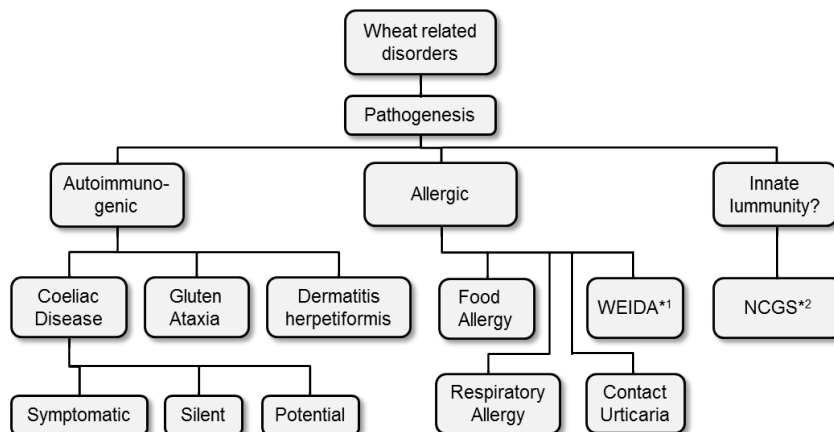 Wheat related
disorders
Pathogenesis
Autoimmuno-
genic
Allergic
Innate
Iummunity?
Coeliac
Disease
Gluten
Ataxia
Dermatitis
herpetiformis
Food
Allergy
WEIDA*1
NCGS*2
Respiratory
Allergy
Contact
Urticaria
Symptomatic
Silent
Potential